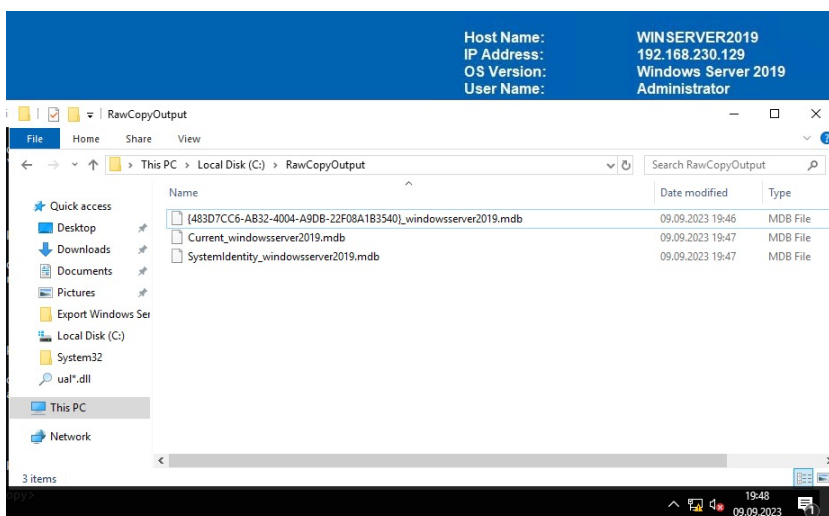 Host Name: WINSERVER2019
IP Address: 192.168.230.129
OS Version: Windows Server 2019
User Name: Administrator
RawCopyOutput
File Home Share View
This PC > Local Disk (C:) > RawCopyOutput
Search RawCopyOutput
Name Date modified Type
Quick access
Desktop
Downloads
Documents
Pictures
Export Windows Ser
Local Disk (C:)
System32
ual*.dll
This PC
Network
{483D7CC6-AB32-4004-A9DB-22F08A1B3540}_windowsserver2019.mdb 09.09.2023 19:46 MDB File
Current_windowsserver2019.mdb 09.09.2023 19:47 MDB File
SystemIdentity_windowsserver2019.mdb 09.09.2023 19:47 MDB File
3 items
opy>
19:48
09.09.2023
1